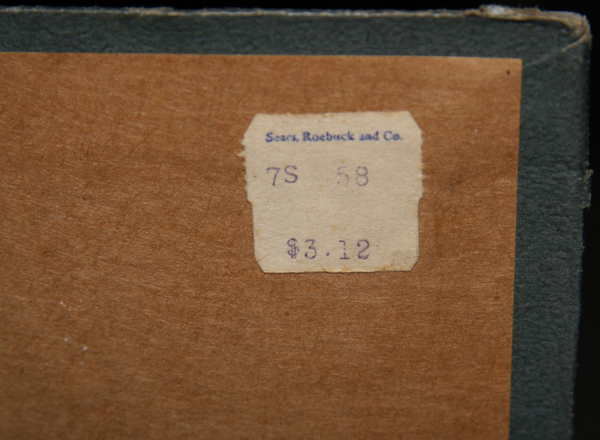 Sears, Roebuck and Co.
7S 58
$3.12